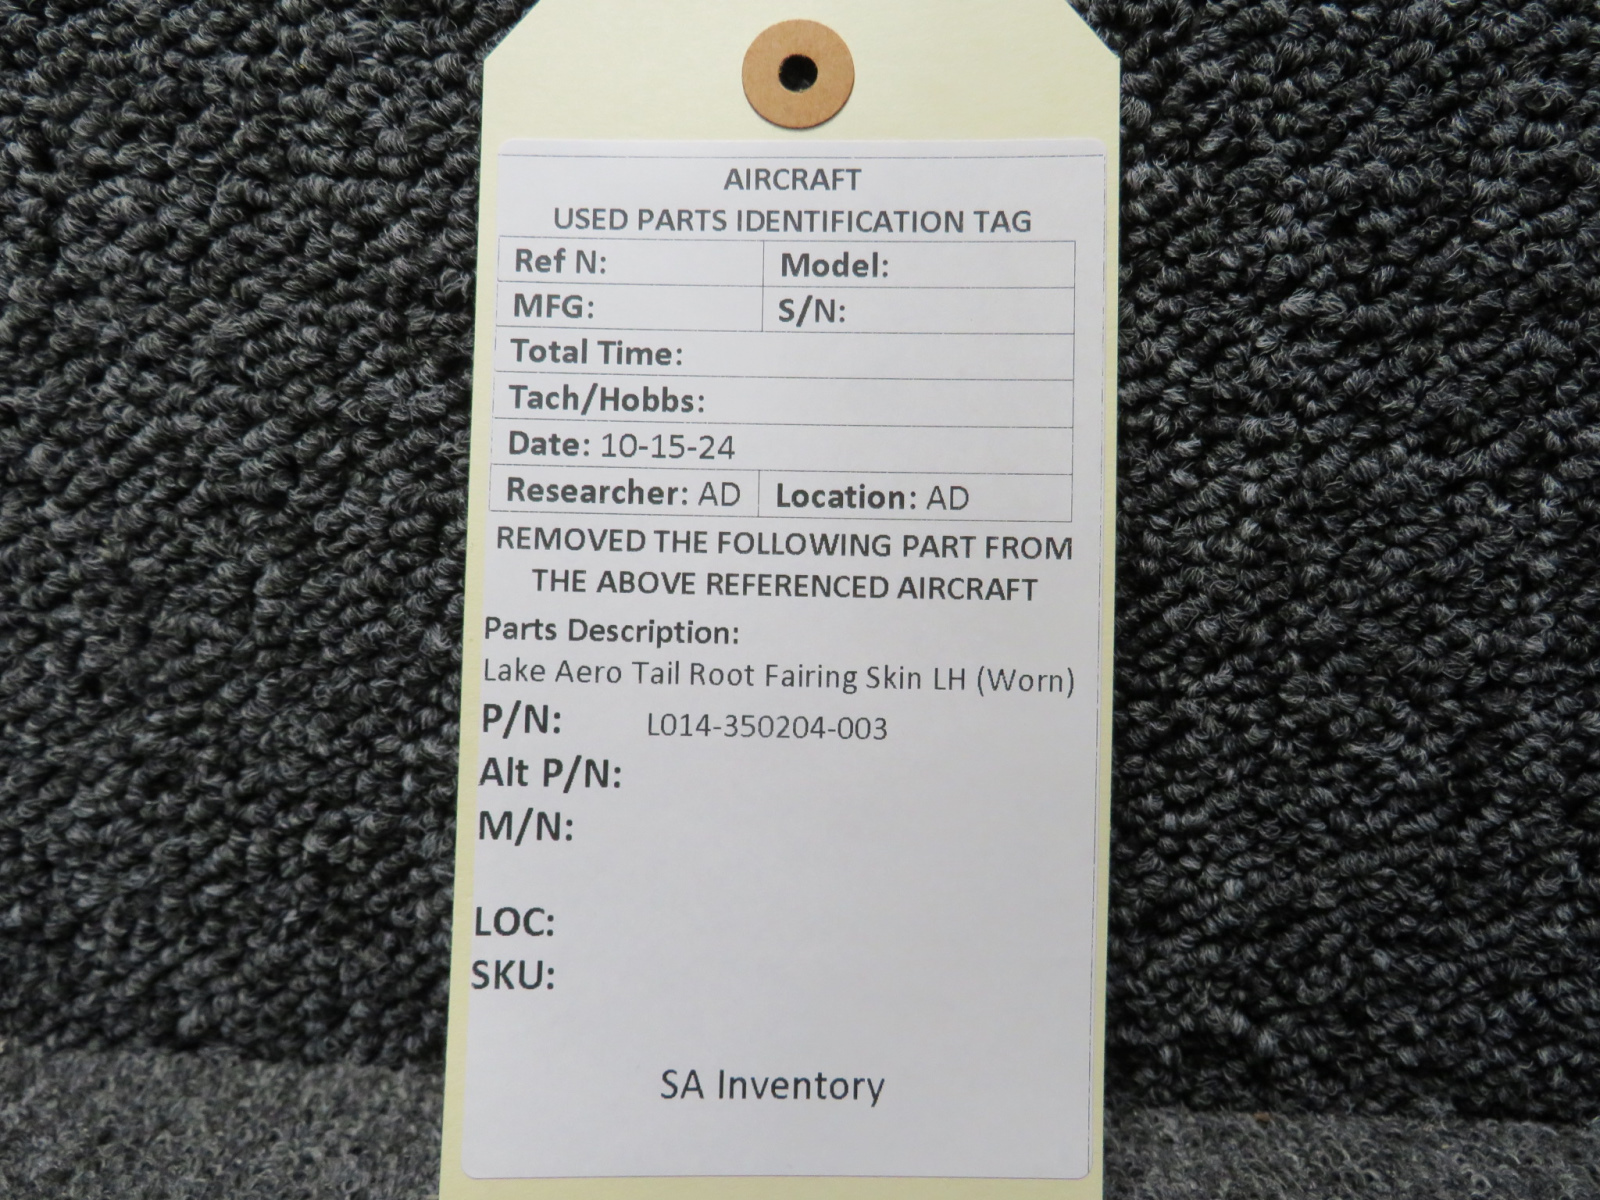 AIRCRAFT
USED PARTS IDENTIFICATION TAG
Ref N: Model:
MFG: S/N:
Total Time:
Tach/Hobbs:
Date: 10-15-24
Researcher: AD Location: AD
REMOVED THE FOLLOWING PART FROM
THE ABOVE REFERENCED AIRCRAFT
Parts Description:
Lake Aero Tail Root Fairing Skin LH (Worn)
P/N: L014-350204-003
Alt P/N:
M/N:
LOC:
SKU:
SA Inventory